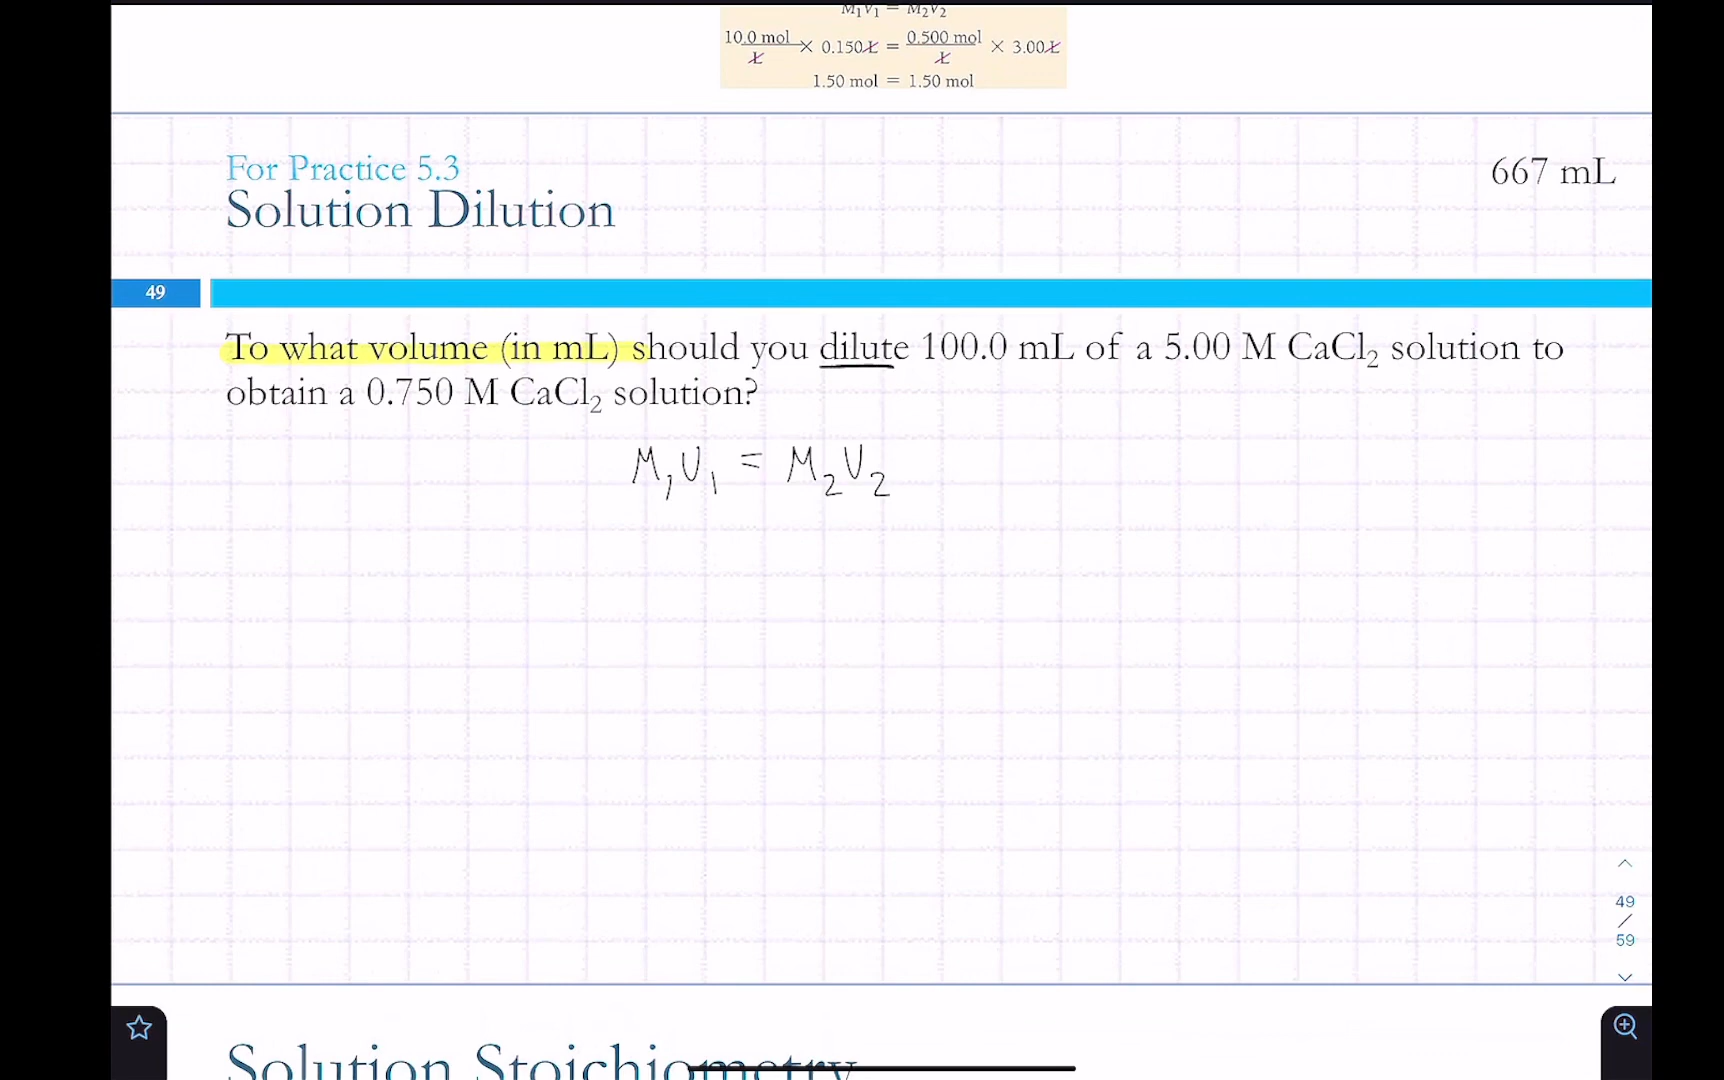 M₁V₁ = M₂V₂
10.0 mol / L × 0.150 L = 0.500 mol / L × 3.00 L
1.50 mol = 1.50 mol
For Practice 5.3
667 mL
Solution Dilution
49
To what volume (in mL) should you dilute 100.0 mL of a 5.00 M CaCl₂ solution to
obtain a 0.750 M CaCl₂ solution?
M₁V₁ = M₂V₂
49
/
59
Solution Stoichiometry